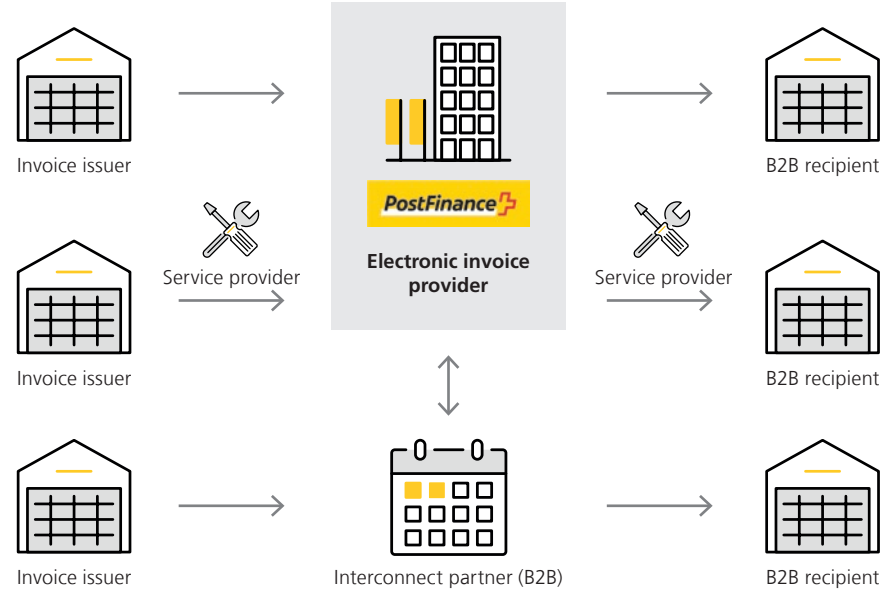 Invoice issuer
B2B recipient
PostFinance
Electronic invoice
provider
Service provider
Service provider
Invoice issuer
B2B recipient
Invoice issuer
Interconnect partner (B2B)
B2B recipient